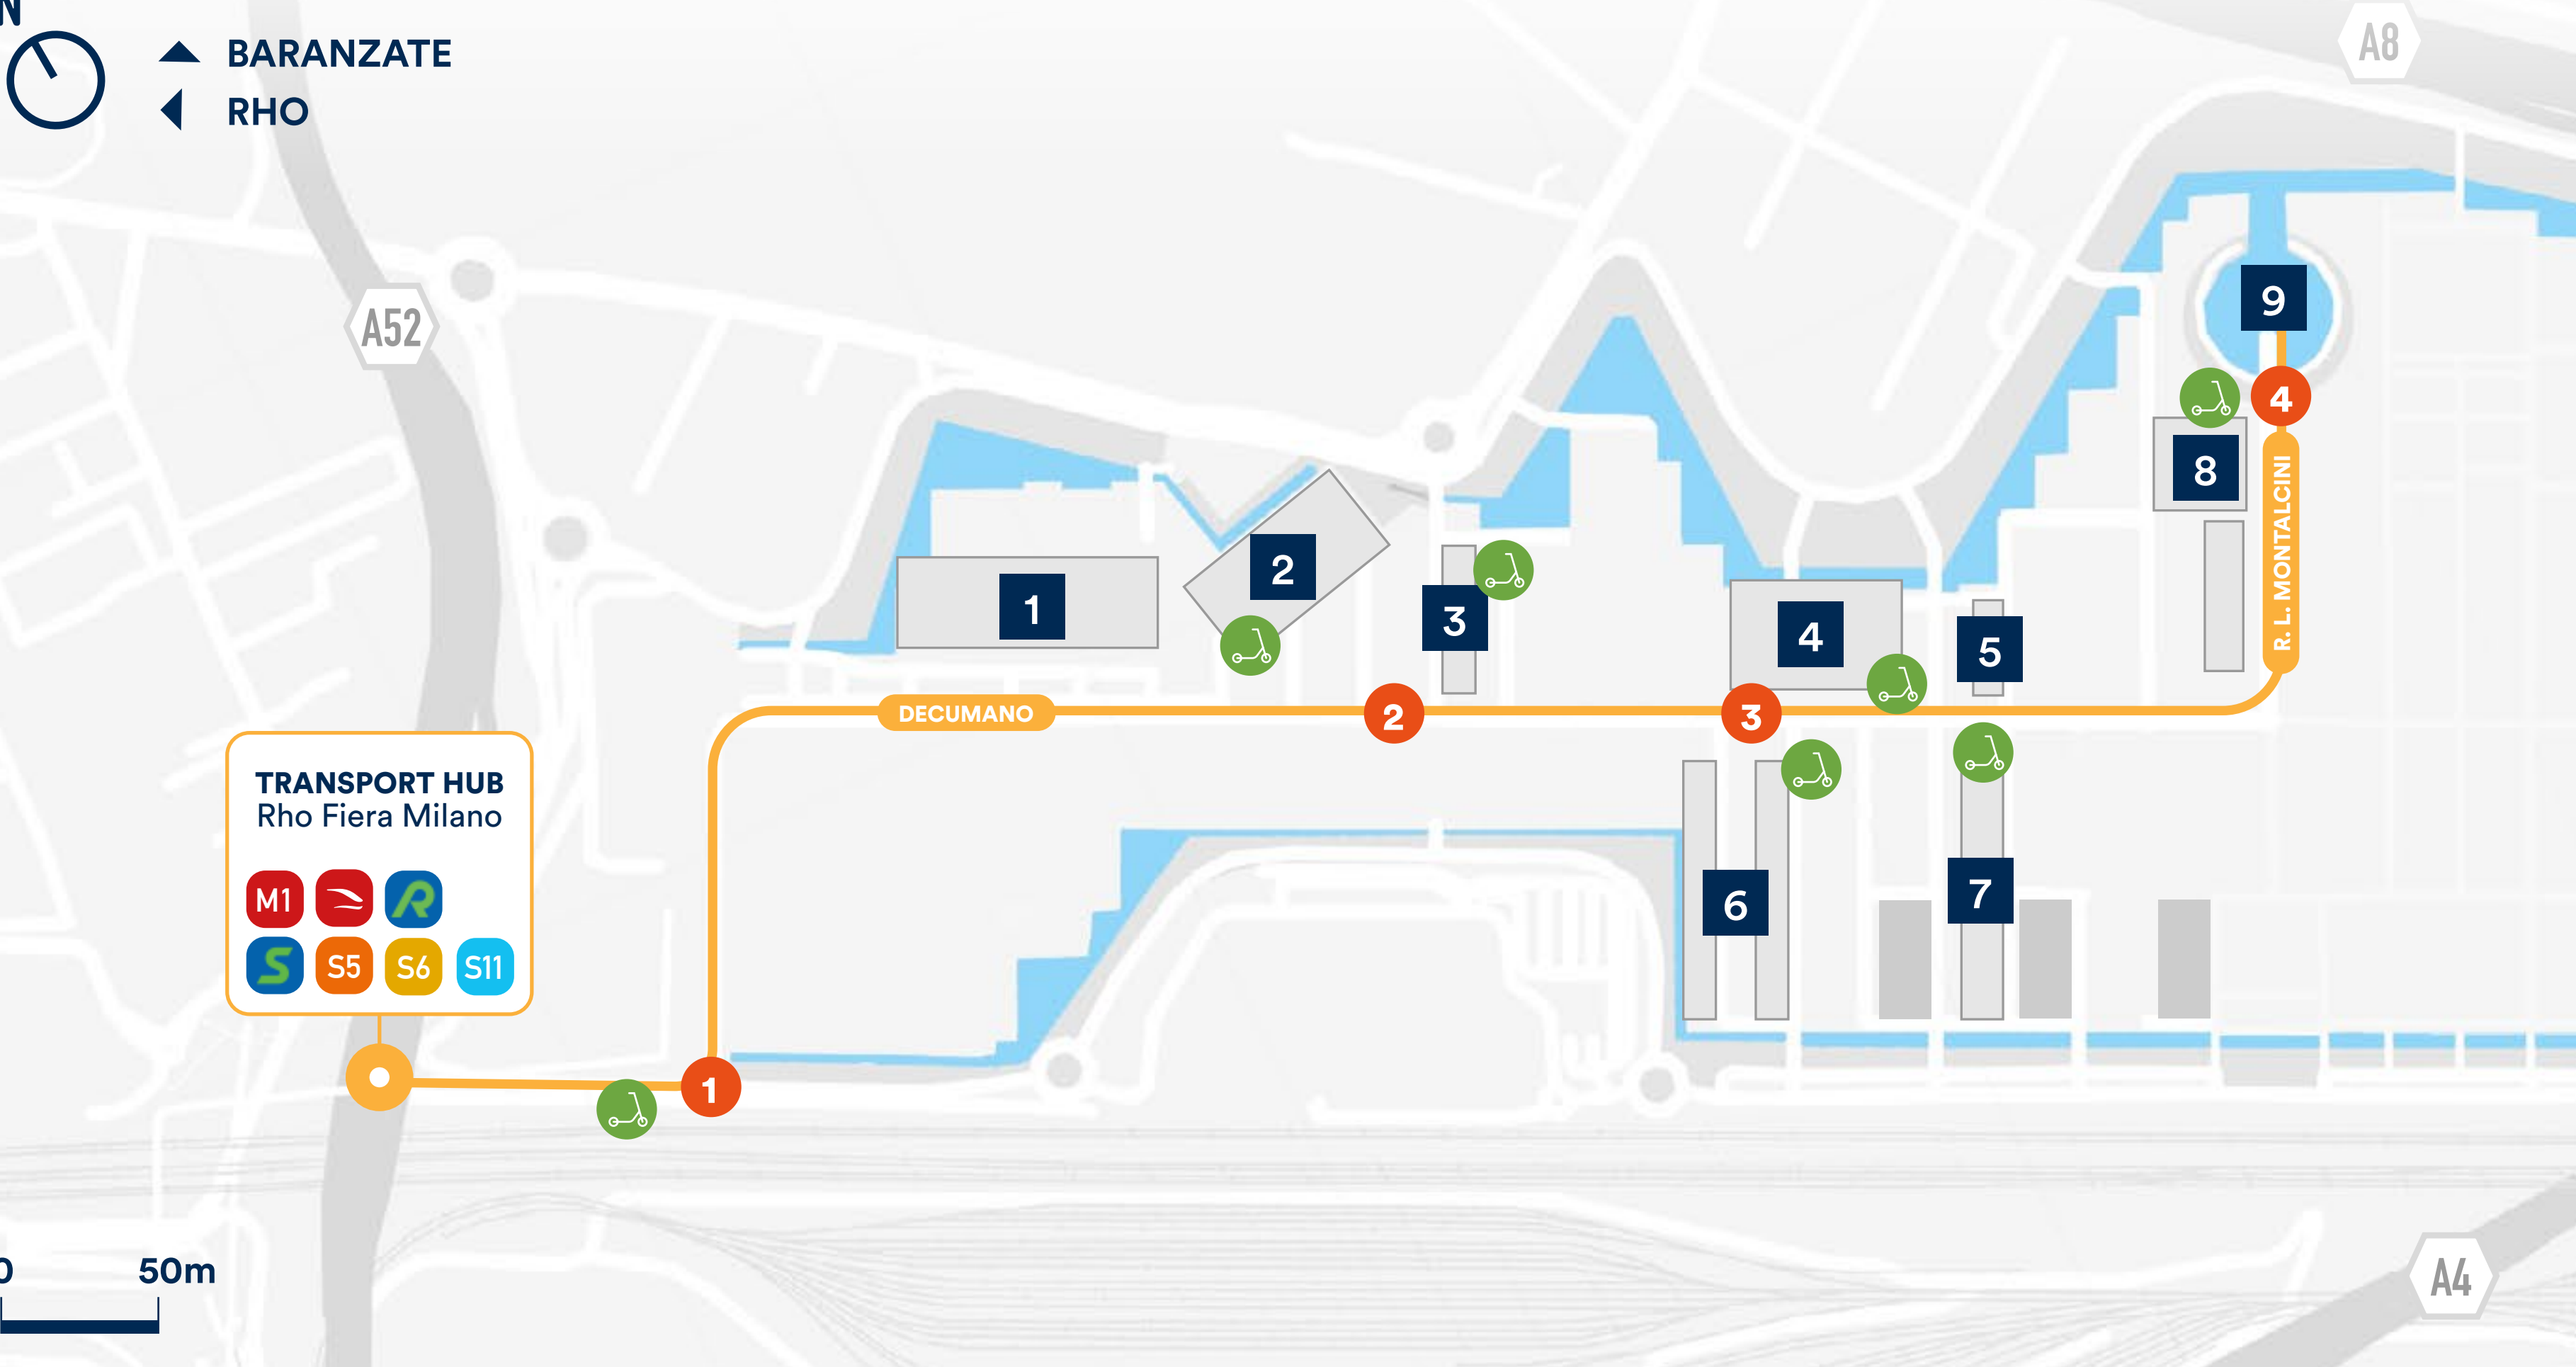 N
BARANZATE
RHO
A8
A52
9
4
8
R. L. MONTALCINI
2
1
3
4
5
DECUMANO
2
3
TRANSPORT HUB
Rho Fiera Milano
M1
R
S
S5
S6
S11
6
7
1
0
50m
A4